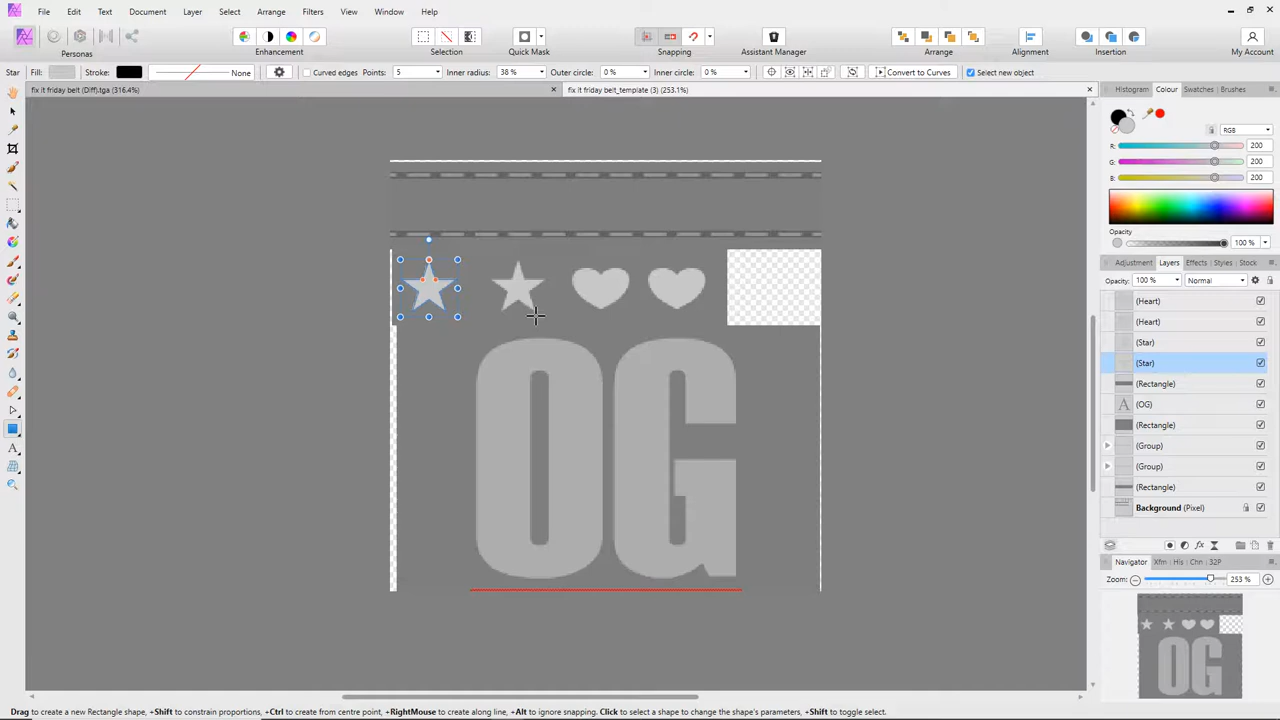 File Edit Text Document Layer Select Arrange Filters View Window Help
Personas Enhancement Selection Quick Mask Snapping Assistant Manager Arrange Alignment Insertion My Account
Star Fill: Stroke: None Curved edges Points: 5 Inner radius: 38 % Outer circle: 0 % Inner circle: 0 % Convert to Curves Select new object
fix it friday belt (Diff).tga (316.4%) fix it friday belt_template (3) (253.1%)
Histogram Colour Swatches Brushes
RGB
R: 200
G: 200
B: 200
Opacity
100 %
Adjustment Layers Effects Styles Stock
Opacity: 100 % Normal
(Heart)
(Heart)
(Star)
(Star)
(Rectangle)
A (OG)
(Rectangle)
(Group)
(Group)
(Rectangle)
Background (Pixel)
OG
Navigator Xfm His Cnn 32P
Zoom: 253 %
OG
Drag to create a new Rectangle shape, +Shift to constrain proportions, +Ctrl to create from centre point, +RightMouse to create along line, +Alt to ignore snapping. Click to select a shape to change the shape's parameters, +Shift to toggle select.